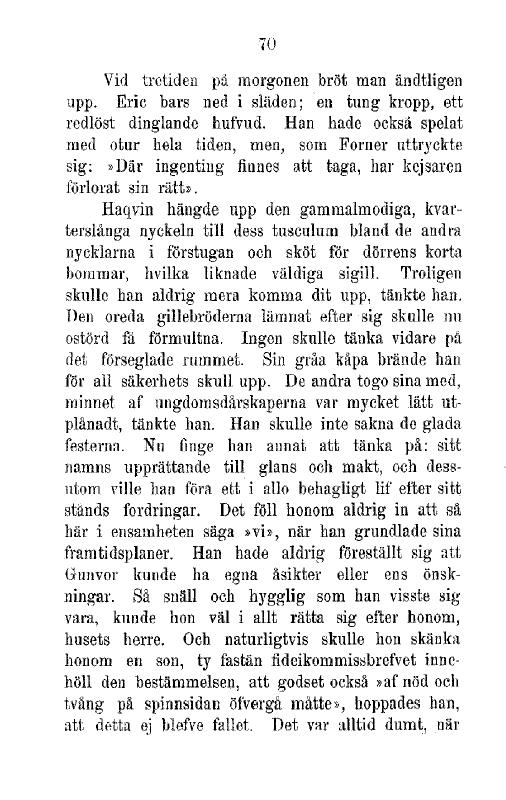 70
Vid tretiden på morgonen bröt man ändtligen
upp. Eric bars ned i släden; en tung kropp, ett
redlöst dinglande hufvud. Han hade också spelat
med otur hela tiden, men, som Forner uttryckte
sig: »Där ingenting finnes att taga, har kejsaren
förlorat sin rätt».
Haqvin hängde upp den gammalmodiga, kvar-
terslånga nyckeln till dess tusculum bland de andra
nycklarna i förstugan och sköt för dörrens korta
bommar, hvilka liknade väldiga sigill. Troligen
skulle han aldrig mera komma dit upp, tänkte han.
Den oreda gillebröderna lämnat efter sig skulle nu
ostörd få förmultna. Ingen skulle tänka vidare på
det förseglade rummet. Sin gråa kåpa brände han
för all säkerhets skull upp. De andra togo sina med,
minnet af ungdomsdårskaperna var mycket lätt ut-
plånadt, tänkte han. Han skulle inte sakna de glada
festerna. Nu finge han annat att tänka på: sitt
namns upprättande till glans och makt, och dess-
utom ville han föra ett i allo behagligt lif efter sitt
stånds fordringar. Det föll honom aldrig in att så
här i ensamheten säga »vi», när han grundlade sina
framtidsplaner. Han hade aldrig föreställt sig att
Gunvor kunde ha egna åsikter eller ens önsk-
ningar. Så snäll och hygglig som han visste sig
vara, kunde hon väl i allt rätta sig efter honom,
husets herre. Och naturligtvis skulle hon skänka
honom en son, ty fastän fideikommissbrefvet inne-
höll den bestämmelsen, att godset också »af nöd och
tvång på spinnsidan öfvergå måtte», hoppades han,
att detta ej blefve fallet. Det var alltid dumt, när